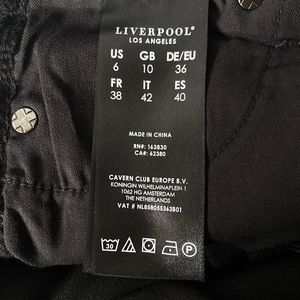 LIVERPOOL®
LOS ANGELES
US GB DE/EU
6 10 36
FR IT ES
38 42 40
MADE IN CHINA
RN#: 163830
CA#: 62380
CAVERN CLUB EUROPE B.V.
KONINGIN WILHELMINAPLEIN 1
1062 HG AMSTERDAM
THE NETHERLANDS
VAT # NL858055363B01
30 P